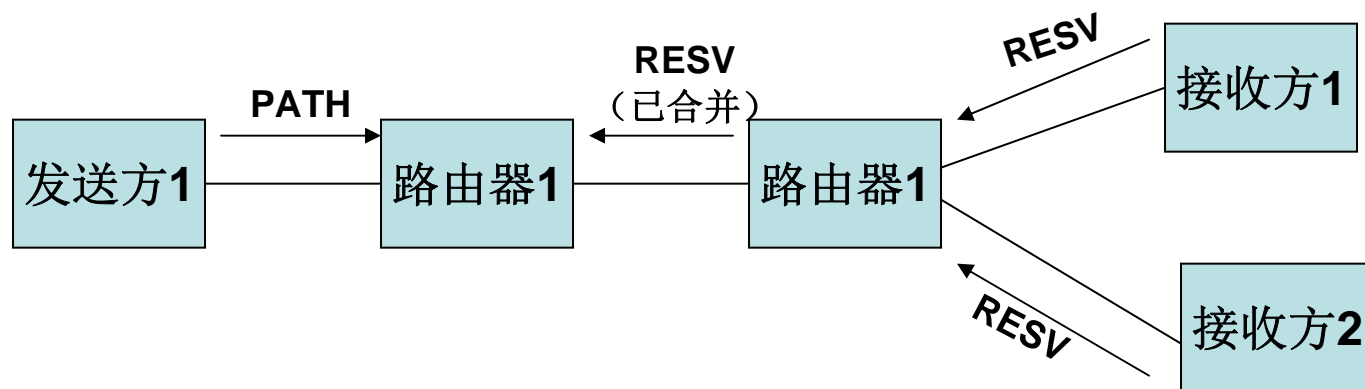 RESV
接收方1
RESV
(已合并)
PATH
发送方1
路由器1
路由器1
RESV
接收方2